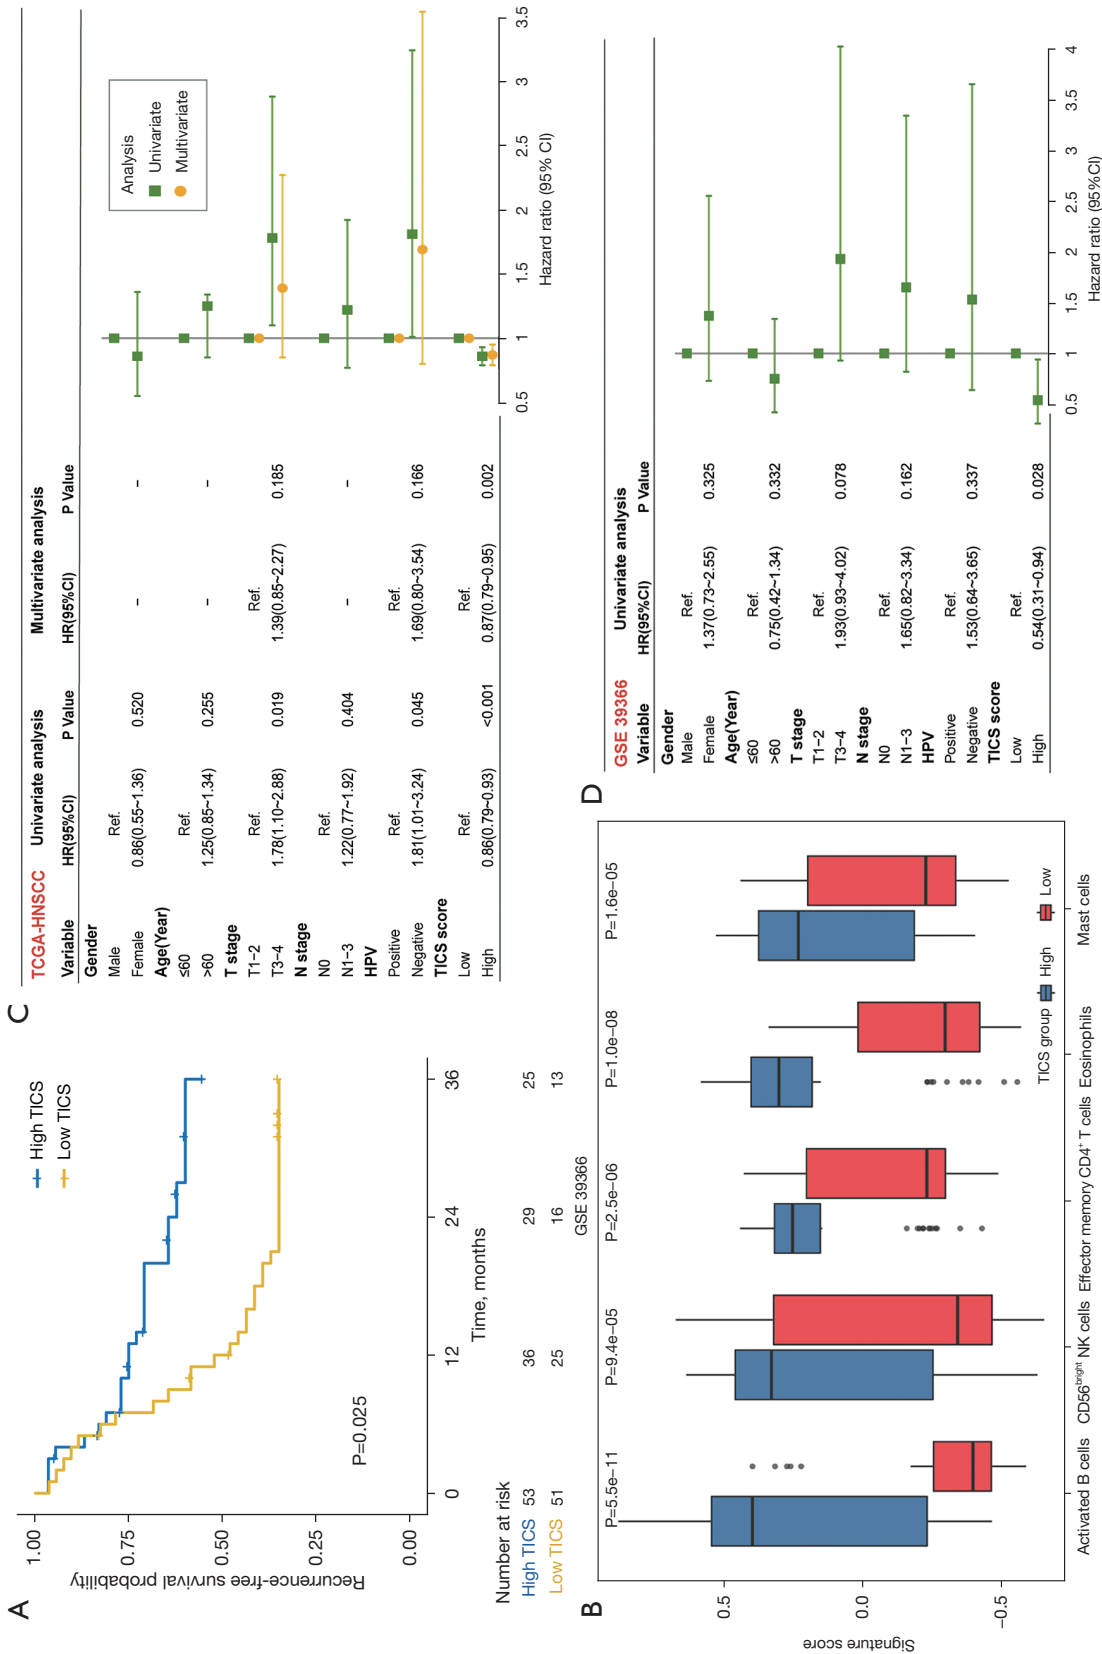 A
Recurrence-free survival probability
1.00
0.75
0.50
0.25
0.00
High TICS
Low TICS
P=0.025
0 12 24 36
Time, months
Number at risk
High TICS 53 36 29 25
Low TICS 51 25 16 13
B
GSE 39366
Signature score
0.5
0.0
−0.5
P=5.5e−11 P=9.4e−05 P=2.5e−06 P=1.0e−08 P=1.6e−05
TICS group High Low
Activated B cells CD56bright NK cells Effector memory CD4+ T cells Eosinophils Mast cells
C
TCGA-HNSCC Univariate analysis Multivariate analysis
Variable HR(95%CI) P Value HR(95%CI) P Value
Gender
Male Ref. – –
Female 0.86(0.55~1.36) 0.520
Age(Year)
≤60 Ref.
>60 1.25(0.85~1.34) 0.255 – –
T stage
T1−2 Ref. Ref.
T3−4 1.78(1.10~2.88) 0.019 1.39(0.85~2.27) 0.185
N stage
N0 Ref.
N1−3 1.22(0.77~1.92) 0.404 – –
HPV
Positive Ref. Ref.
Negative 1.81(1.01~3.24) 0.045 1.69(0.80~3.54) 0.166
TICS score
Low Ref. Ref.
High 0.86(0.79~0.93) <0.001 0.87(0.79~0.95) 0.002
Analysis
Univariate
Multivariate
0.5 1 1.5 2 2.5 3 3.5
Hazard ratio (95% CI)
D
GSE 39366 Univariate analysis
Variable HR(95%CI) P Value
Gender
Male Ref.
Female 1.37(0.73~2.55) 0.325
Age(Year)
≤60 Ref.
>60 0.75(0.42~1.34) 0.332
T stage
T1−2 Ref.
T3−4 1.93(0.93~4.02) 0.078
N stage
N0 Ref.
N1−3 1.65(0.82~3.34) 0.162
HPV
Positive Ref.
Negative 1.53(0.64~3.65) 0.337
TICS score
Low Ref.
High 0.54(0.31~0.94) 0.028
0.5 1 1.5 2 2.5 3 3.5 4
Hazard ratio (95%CI)